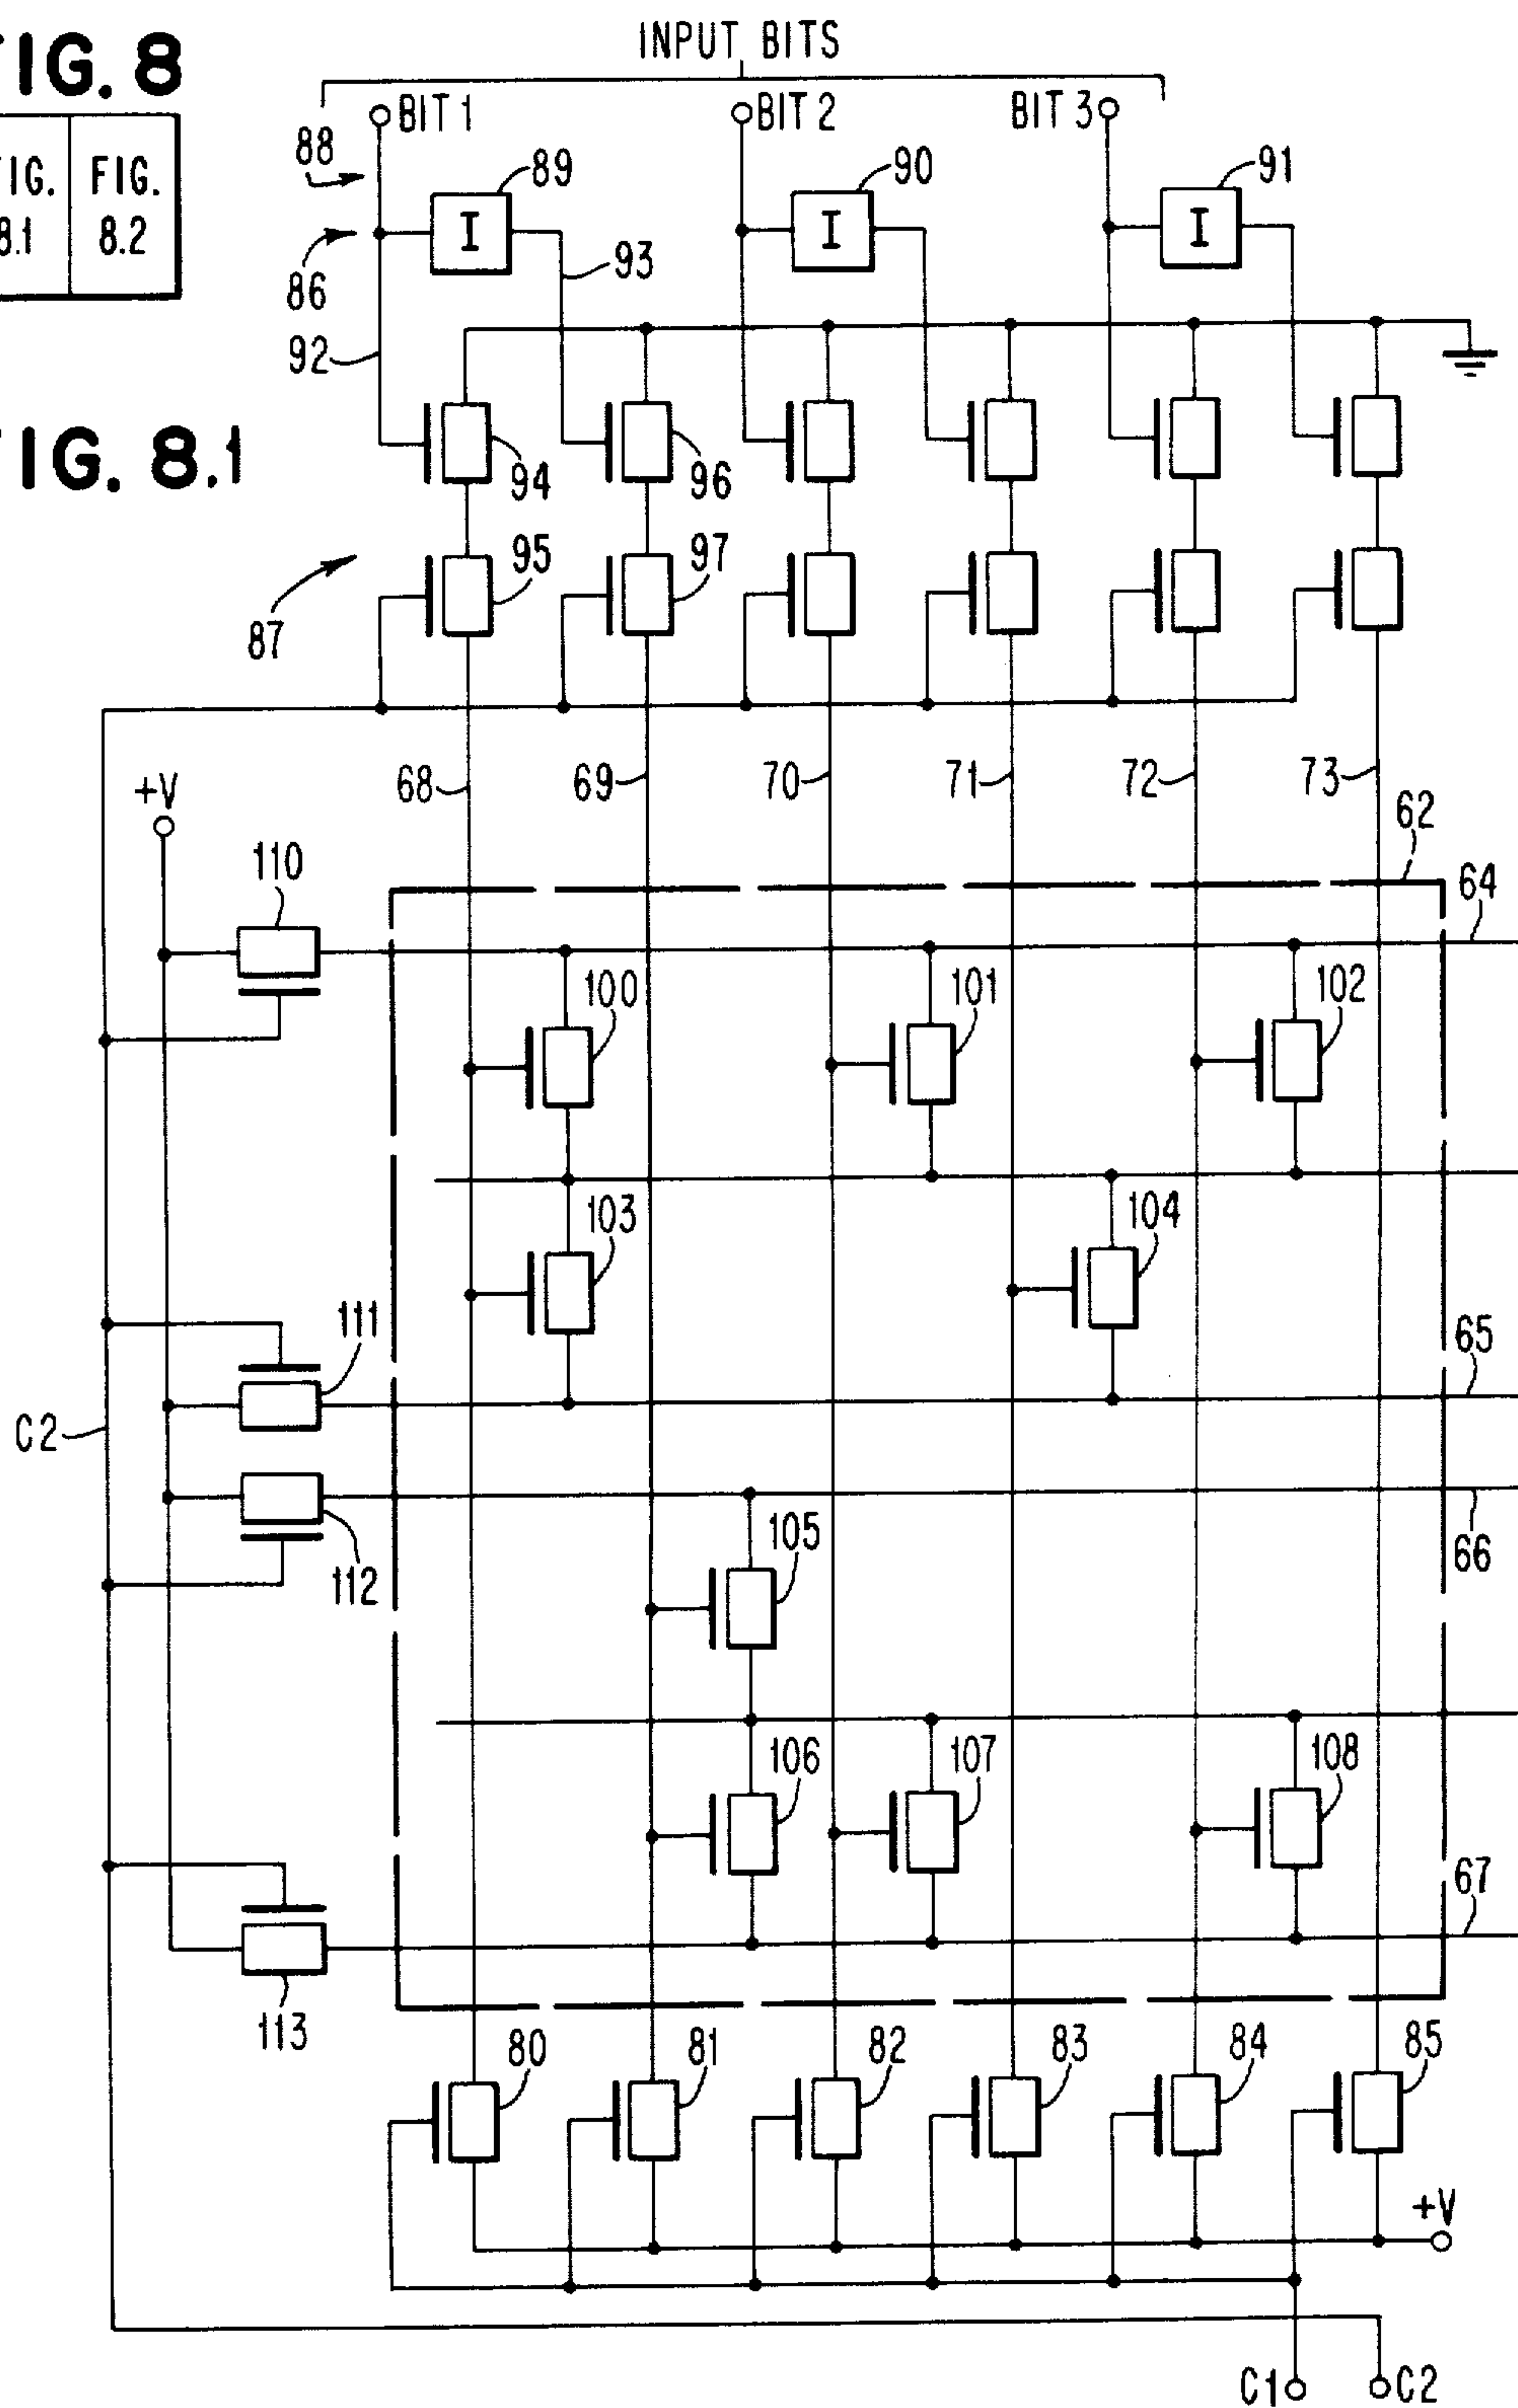 FIG. 8
FIG. 8.1
FIG. 8.2
FIG. 8.1
INPUT BITS
BIT 1
BIT 2
BIT 3
88
89
90
91
I
I
I
86
93
92
94
96
95
97
87
68
69
70
71
72
73
+V
62
110
64
100
101
102
103
104
111
65
C2
105
66
112
106
107
108
67
113
80
81
82
83
84
85
+V
C1
C2